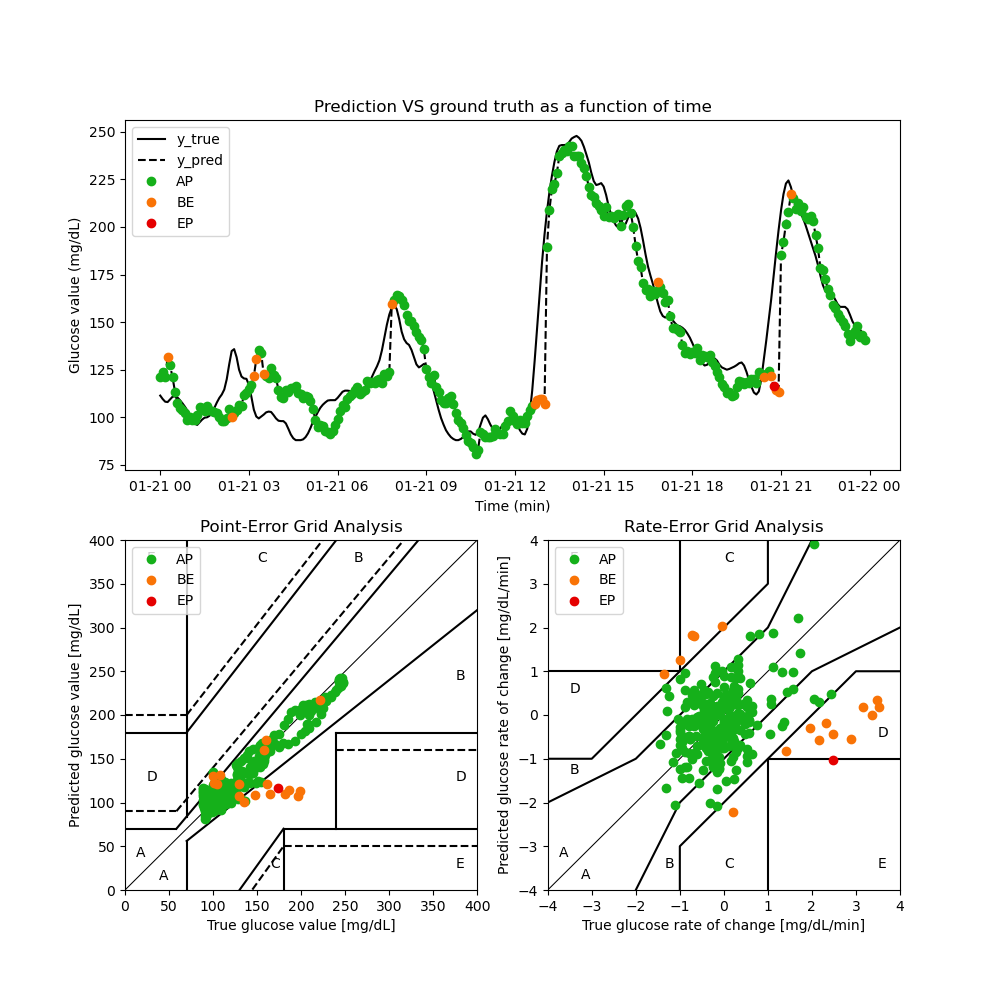 Prediction VS ground truth as a function of time
Glucose value (mg/dL)
250
225
200
175
150
125
100
75
y_true
y_pred
AP
BE
EP
01-21 00
01-21 03
01-21 06
01-21 09
01-21 12
01-21 15
01-21 18
01-21 21
01-22 00
Time (min)
Point-Error Grid Analysis
Predicted glucose value [mg/dL]
400
350
300
250
200
150
100
50
0
AP
BE
EP
C
B
B
D
D
A
A
C
E
0
50
100
150
200
250
300
350
400
True glucose value [mg/dL]
Rate-Error Grid Analysis
Predicted glucose rate of change [mg/dL/min]
4
3
2
1
0
−1
−2
−3
−4
AP
BE
EP
C
D
D
B
A
A
B
C
E
−4
−3
−2
−1
0
1
2
3
4
True glucose rate of change [mg/dL/min]